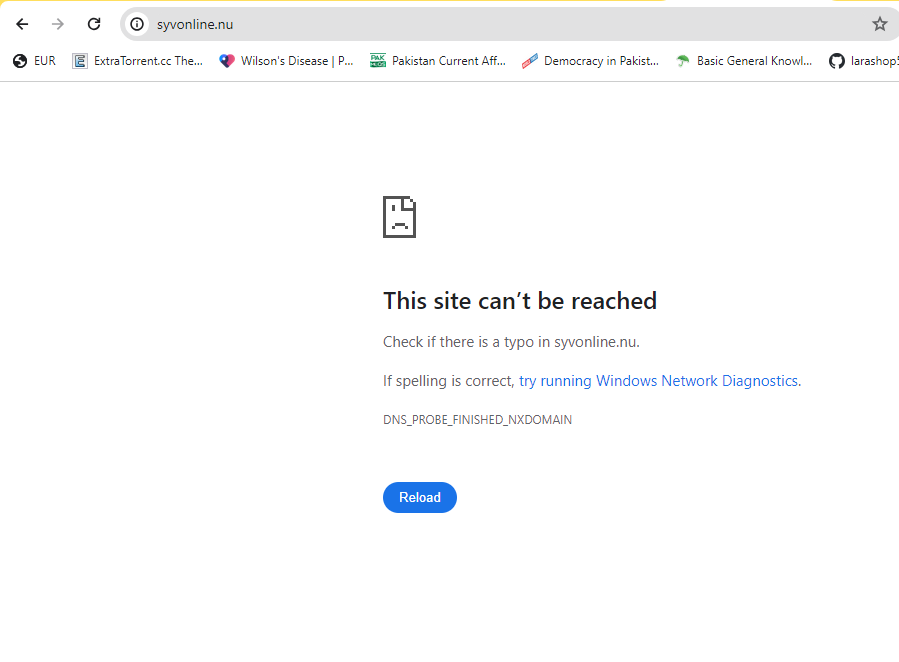 syvonline.nu
EUR ExtraTorrent.cc The... Wilson's Disease | P... PAK Pakistan Current Aff... Democracy in Pakist... Basic General Knowl... larashop5
This site can't be reached
Check if there is a typo in syvonline.nu.
If spelling is correct, try running Windows Network Diagnostics.
DNS_PROBE_FINISHED_NXDOMAIN
Reload